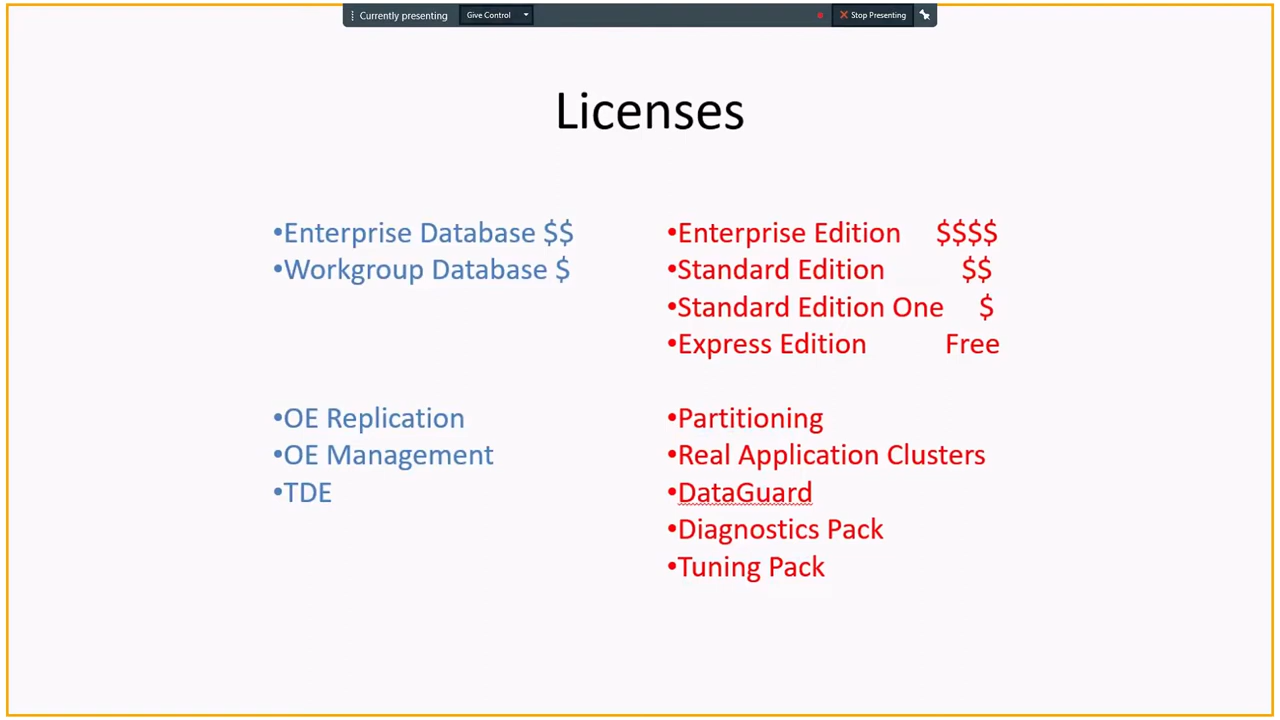 Currently presenting Give Control Stop Presenting
Licenses
•Enterprise Database $$
•Workgroup Database $
•OE Replication
•OE Management
•TDE
•Enterprise Edition $$$$
•Standard Edition $$
•Standard Edition One $
•Express Edition Free
•Partitioning
•Real Application Clusters
•DataGuard
•Diagnostics Pack
•Tuning Pack